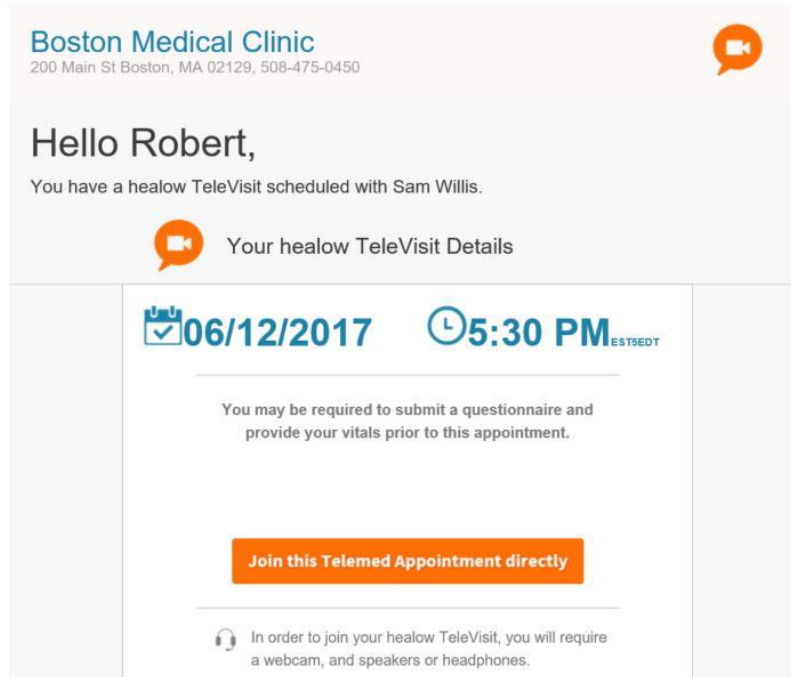 Boston Medical Clinic
200 Main St Boston, MA 02129, 508-475-0450
Hello Robert,
You have a healow TeleVisit scheduled with Sam Willis.
Your healow TeleVisit Details
06/12/2017 5:30 PM EST5EDT
You may be required to submit a questionnaire and
provide your vitals prior to this appointment.
Join this Telemed Appointment directly
In order to join your healow TeleVisit, you will require
a webcam, and speakers or headphones.